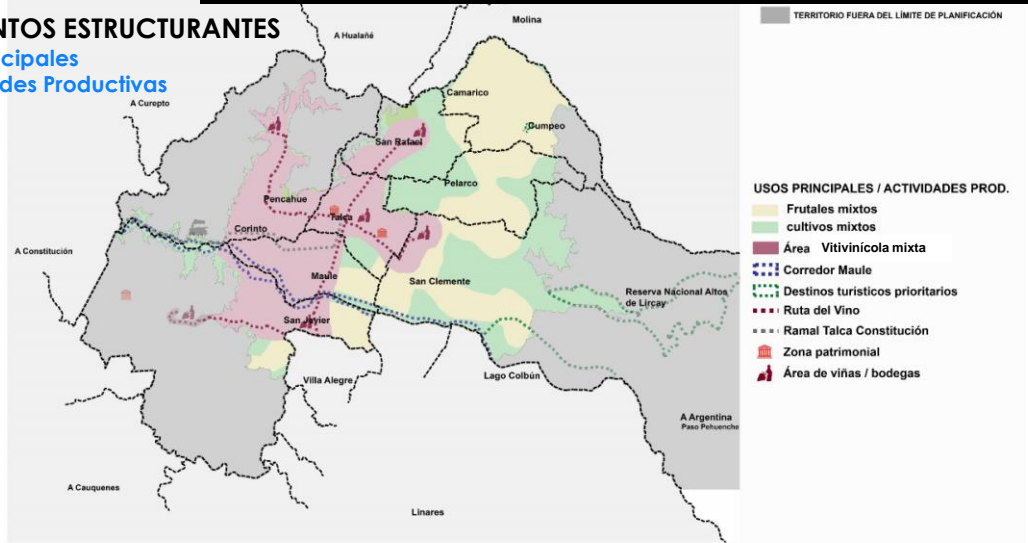 NTOS ESTRUCTURANTES
cipales
des Productivas
TERRITORIO FUERA DEL LÍMITE DE PLANIFICACIÓN
Molina
A Hualañé
Camarico
A Curepto
Cumpeo
San Rafael
Pelarco
Pencahue
Talca
Corinto
A Constitución
Maule
San Clemente
Reserva Nacional Altos
de Lircay
San Javier
Villa Alegre
Lago Colbún
A Argentina
Paso Pehuenche
A Cauquenes
Linares
USOS PRINCIPALES / ACTIVIDADES PROD.
Frutales mixtos
cultivos mixtos
Área Vitivinícola mixta
Corredor Maule
Destinos turísticos prioritarios
Ruta del Vino
Ramal Talca Constitución
Zona patrimonial
Área de viñas / bodegas